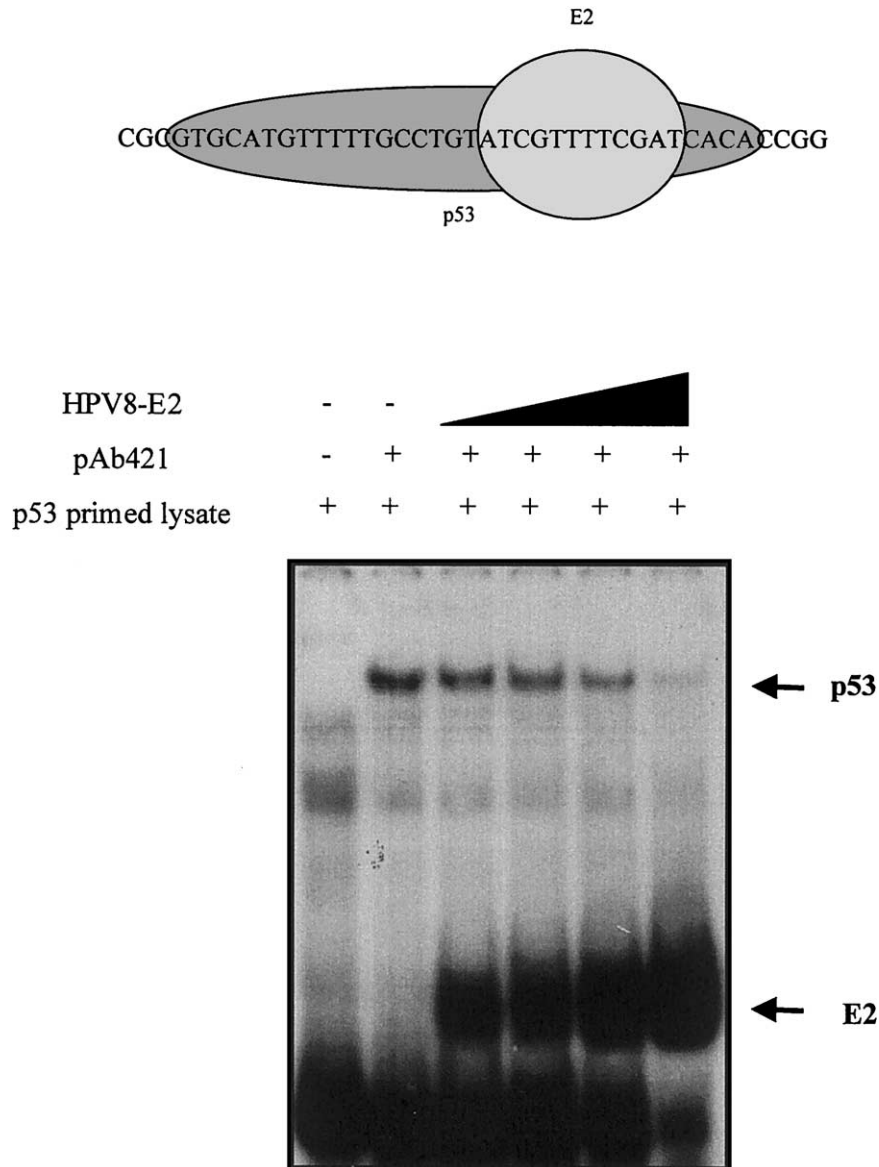 E2
CGCGTGCATGTTTTTGCCTGTATCGTTTTCGATCACACCGG
p53
HPV8-E2 - -
pAb421 - + + + + +
p53 primed lysate + + + + + +
p53
E2